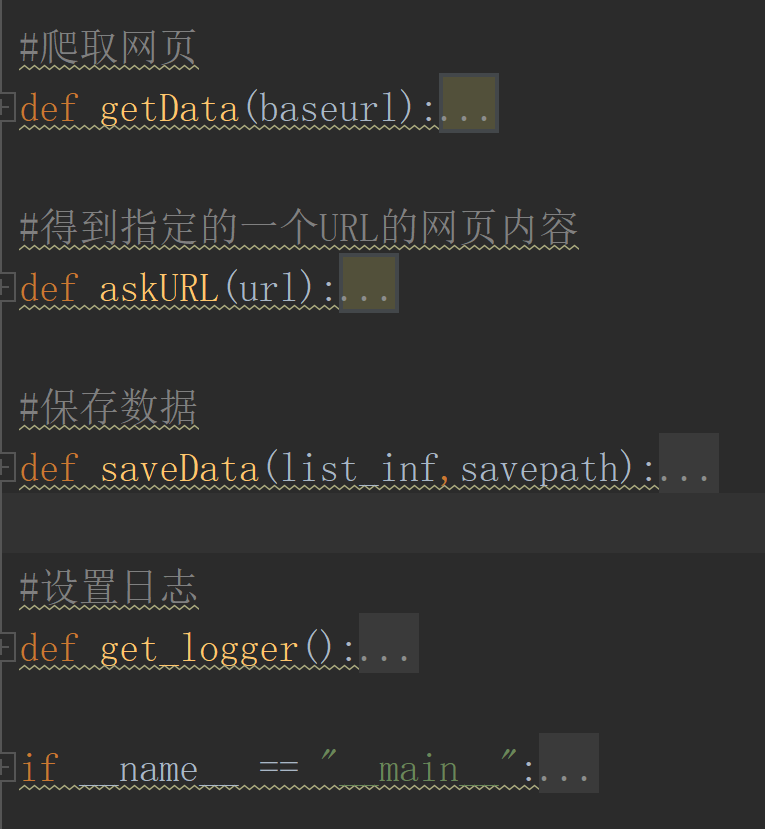 #爬取网页
def getData(baseurl):...
#得到指定的一个URL的网页内容
def askURL(url):...
#保存数据
def saveData(list_inf,savepath):...
#设置日志
def get_logger():...
if __name__ == "__main__":...